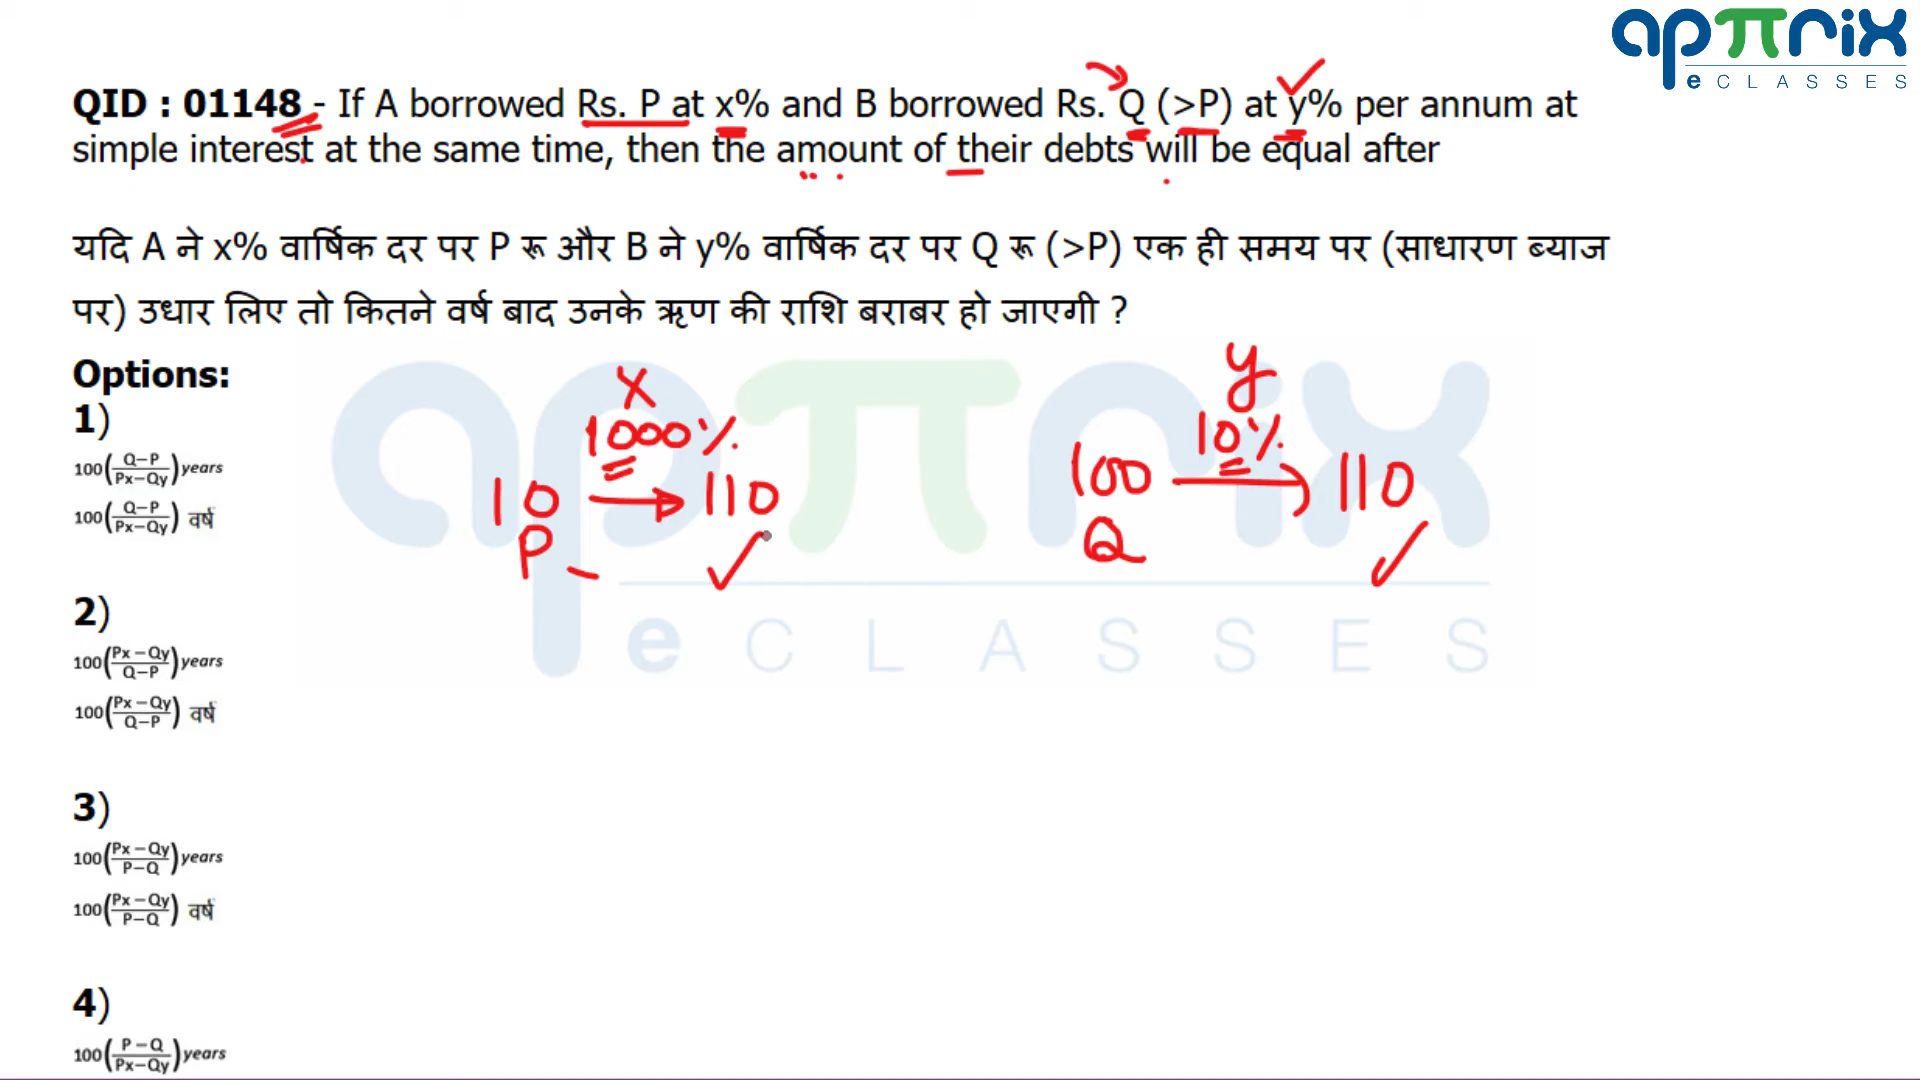 apπrix
eCLASSES
QID : 01148 - If A borrowed Rs. P at x% and B borrowed Rs. Q (>P) at y% per annum at
simple interest at the same time, then the amount of their debts will be equal after
यदि A ने x% वार्षिक दर पर P रू और B ने y% वार्षिक दर पर Q रू (>P) एक ही समय पर (साधारण ब्याज
पर) उधार लिए तो कितने वर्ष बाद उनके ऋण की राशि बराबर हो जाएगी ?
Options:
1)
100(Q−P/Px−Qy) years
100(Q−P/Px−Qy) वर्ष
2)
100(Px −Qy/Q−P) years
100(Px −Qy/Q−P) वर्ष
3)
100(Px −Qy/P−Q) years
100(Px −Qy/P−Q) वर्ष
4)
100(P −Q/Px−Qy) years
x
1000%
10 → 110
P
y
10%
100 → 110
Q
apπrix
eCLASSES